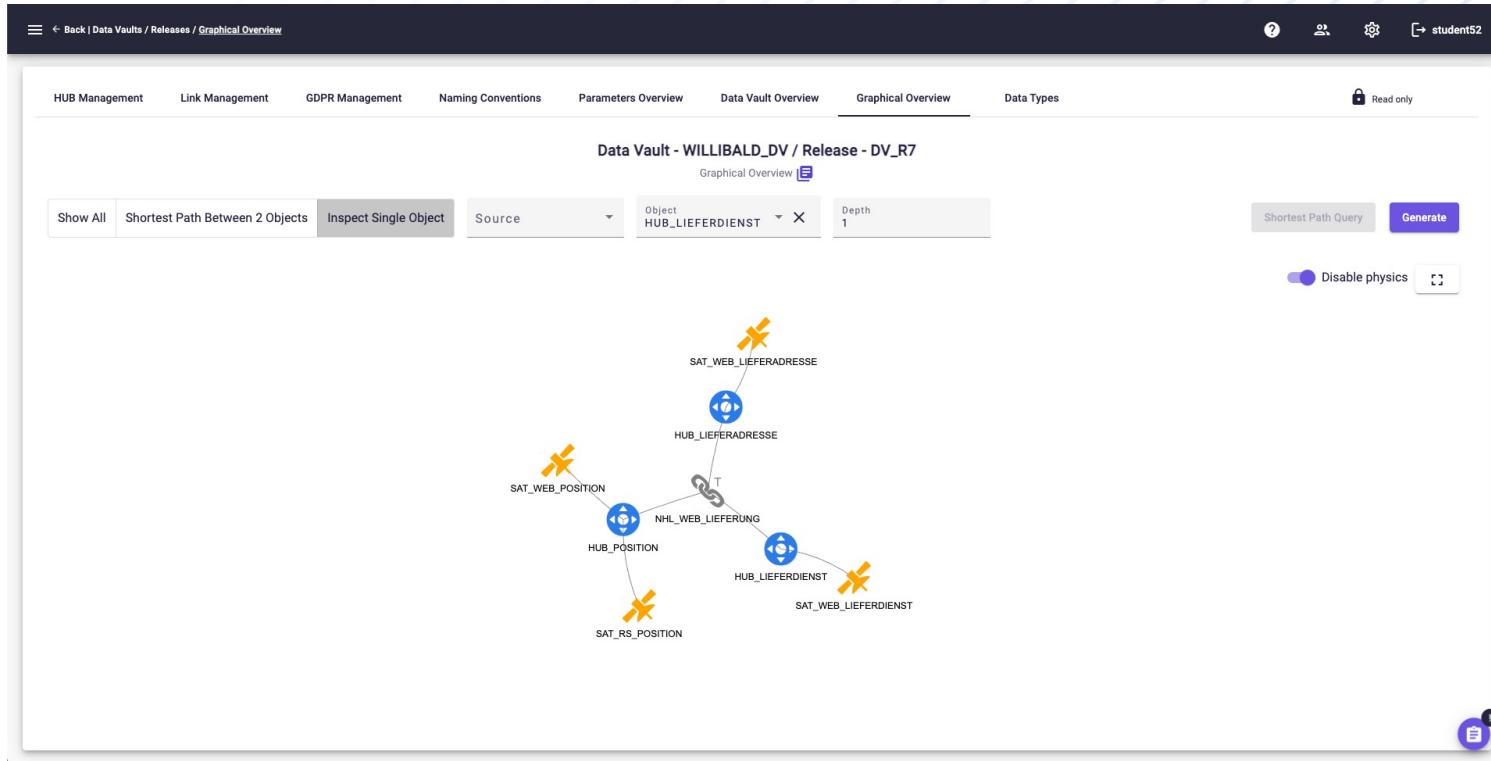 ← Back | Data Vaults / Releases / Graphical Overview
student52
HUB Management Link Management GDPR Management Naming Conventions Parameters Overview Data Vault Overview Graphical Overview Data Types Read only
Data Vault - WILLIBALD_DV / Release - DV_R7
Graphical Overview
Show All Shortest Path Between 2 Objects Inspect Single Object Source
Object
HUB_LIEFERDIENST
Depth
1
Shortest Path Query Generate
Disable physics
SAT_WEB_LIEFERADRESSE
HUB_LIEFERADRESSE
T
SAT_WEB_POSITION
NHL_WEB_LIEFERUNG
HUB_POSITION
HUB_LIEFERDIENST
SAT_WEB_LIEFERDIENST
SAT_RS_POSITION